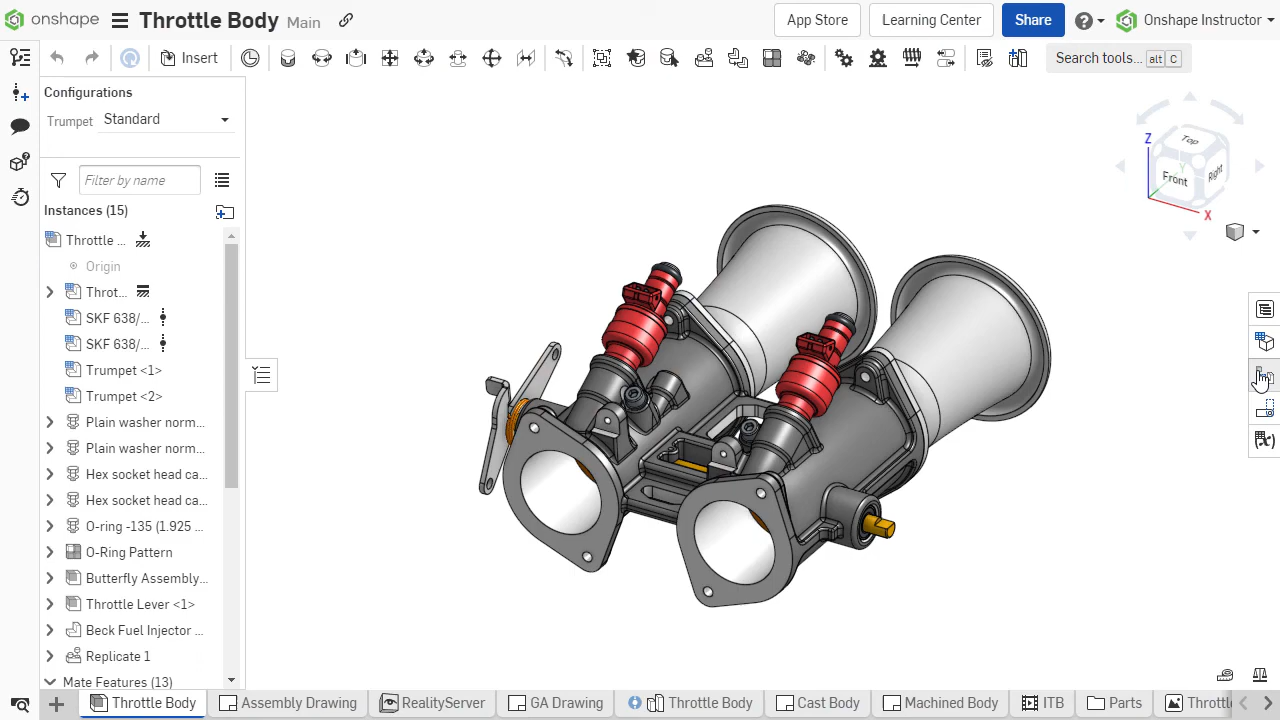 onshape
Throttle Body
Main
App Store
Learning Center
Share
Onshape Instructor
Insert
Search tools... alt C
Configurations
Trumpet Standard
Filter by name
Instances (15)
Throttle ...
Origin
Throt...
SKF 638/...
SKF 638/...
Trumpet <1>
Trumpet <2>
Plain washer norm...
Plain washer norm...
Hex socket head ca...
Hex socket head ca...
O-ring -135 (1.925 ...
O-Ring Pattern
Butterfly Assembly...
Throttle Lever <1>
Beck Fuel Injector ...
Replicate 1
Mate Features (13)
Z
Top
Y
Front
Right
X
Throttle Body
Assembly Drawing
RealityServer
GA Drawing
Throttle Body
Cast Body
Machined Body
ITB
Parts
Throttl